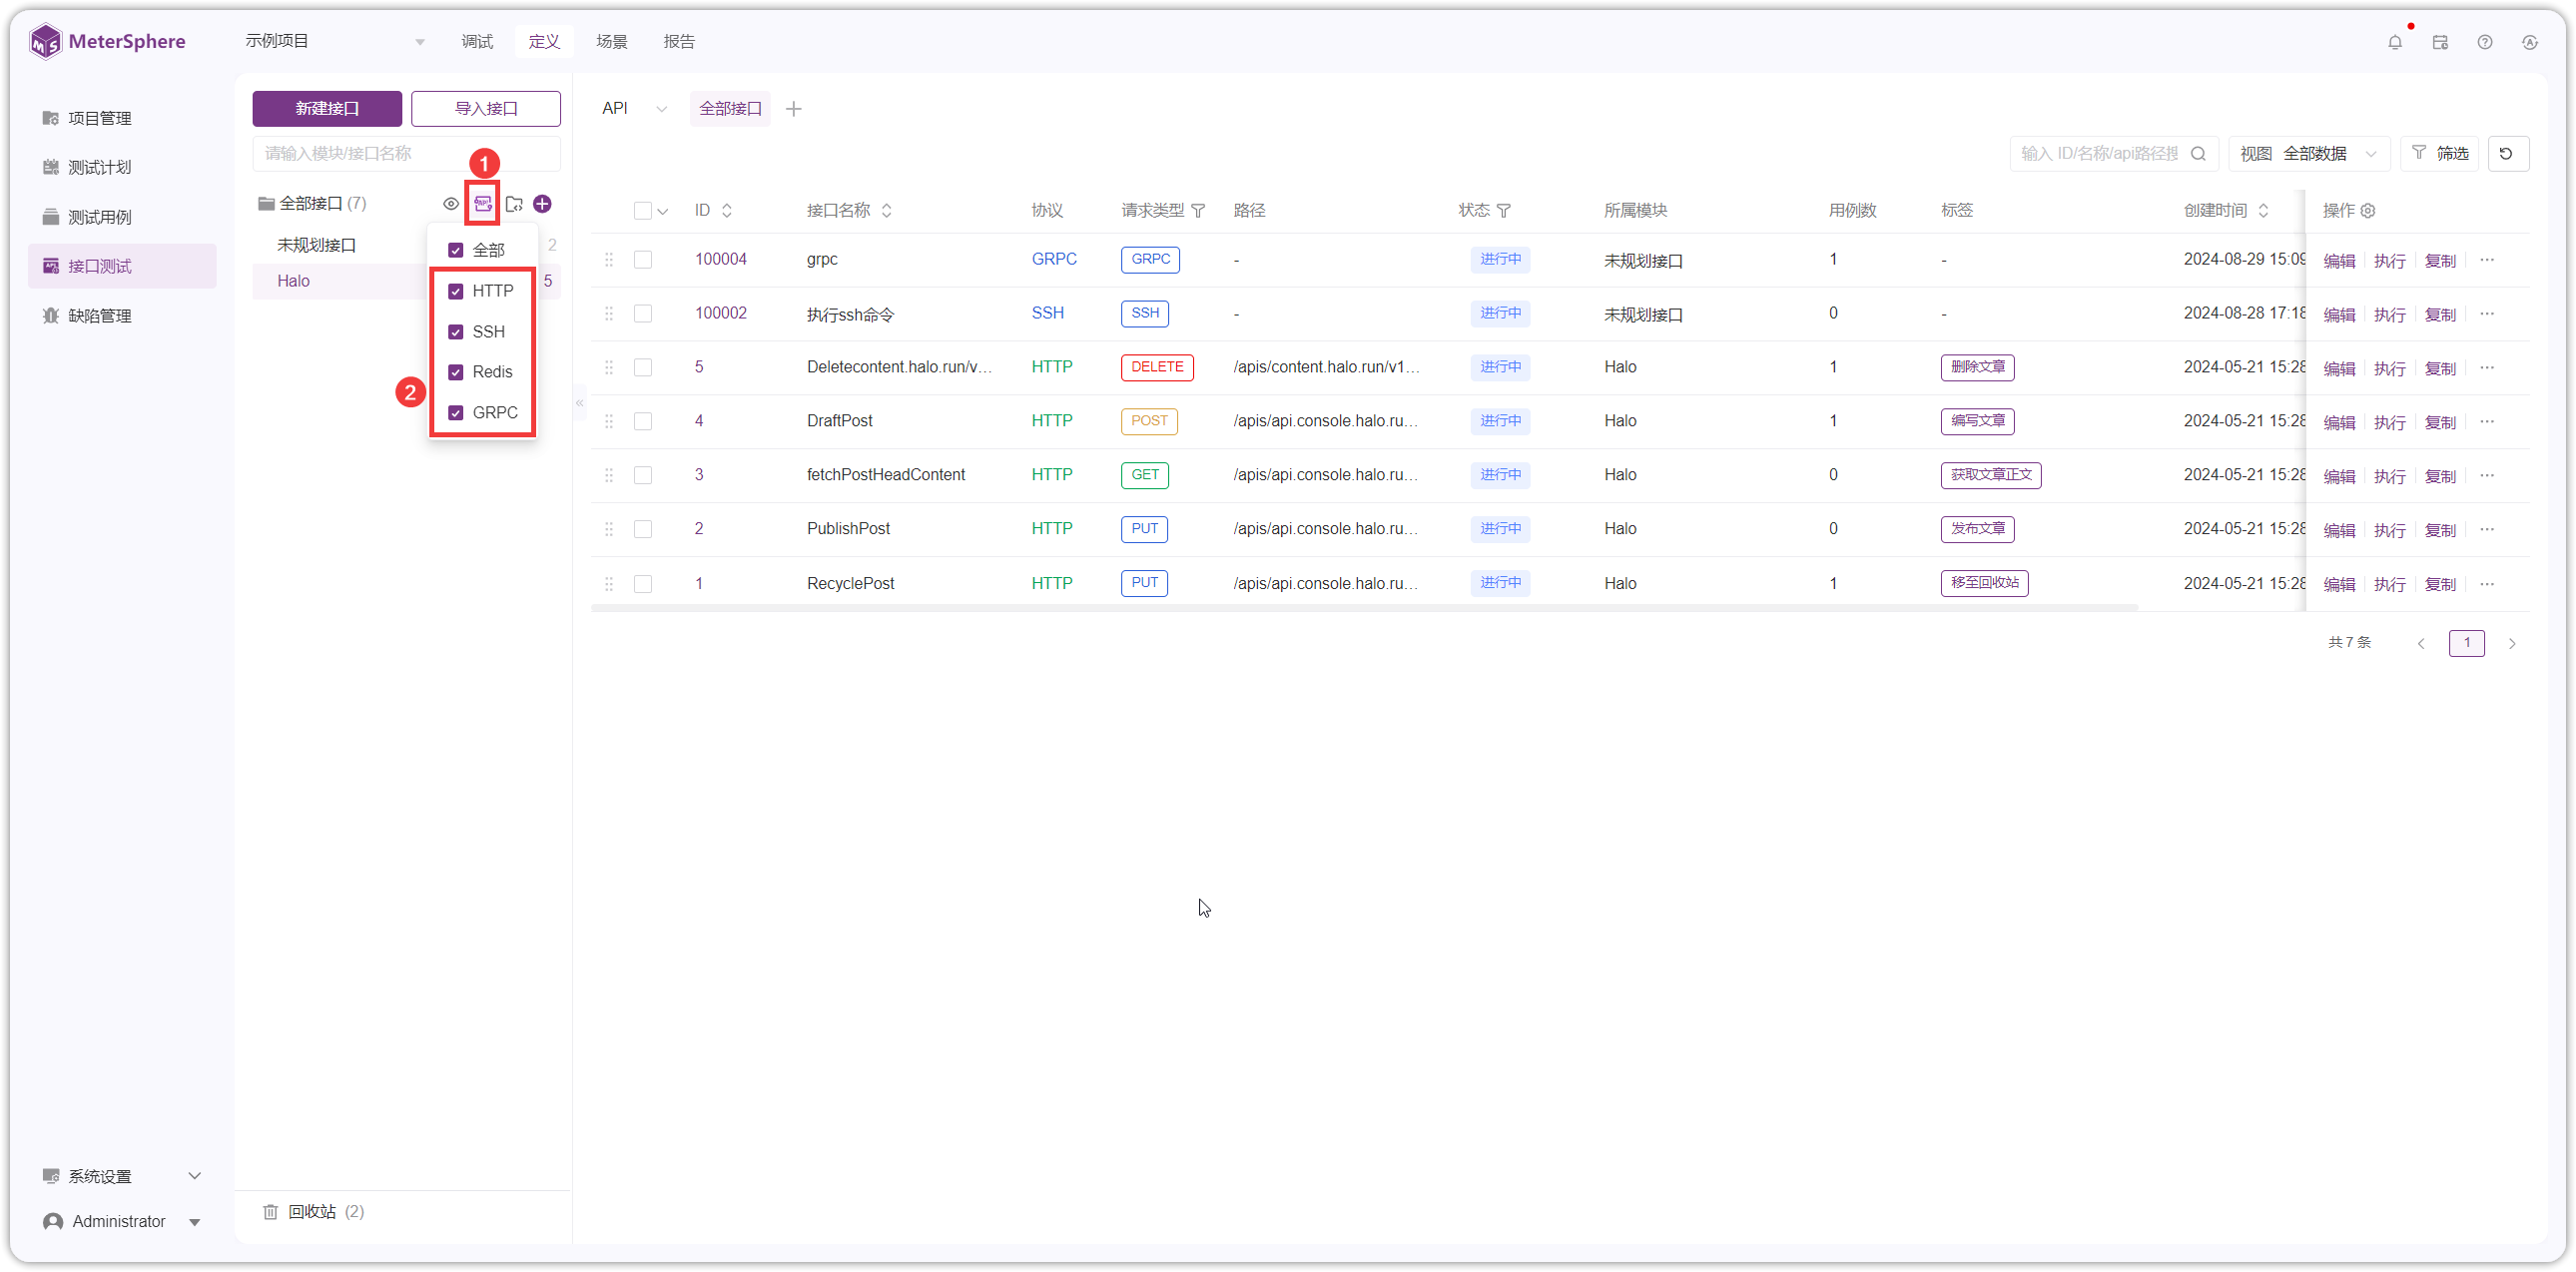 MeterSphere
示例项目 调试 定义 场景 报告
项目管理
测试计划
测试用例
接口测试
缺陷管理
系统设置
Administrator
新建接口 导入接口
请输入模块/接口名称
1
全部接口 (7)
未规划接口 2
Halo 5
全部
HTTP
SSH
Redis
GRPC
2
回收站 (2)
API 全部接口
输入 ID/名称/api路径搜 视图 全部数据 筛选
ID 接口名称 协议 请求类型 路径 状态 所属模块 用例数 标签 创建时间 操作
100004 grpc GRPC GRPC - 进行中 未规划接口 1 - 2024-08-29 15:09 编辑 执行 复制 ...
100002 执行ssh命令 SSH SSH - 进行中 未规划接口 0 - 2024-08-28 17:18 编辑 执行 复制 ...
5 Deletecontent.halo.run/v... HTTP DELETE /apis/content.halo.run/v1... 进行中 Halo 1 删除文章 2024-05-21 15:28 编辑 执行 复制 ...
4 DraftPost HTTP POST /apis/api.console.halo.ru... 进行中 Halo 1 编写文章 2024-05-21 15:28 编辑 执行 复制 ...
3 fetchPostHeadContent HTTP GET /apis/api.console.halo.ru... 进行中 Halo 0 获取文章正文 2024-05-21 15:28 编辑 执行 复制 ...
2 PublishPost HTTP PUT /apis/api.console.halo.ru... 进行中 Halo 0 发布文章 2024-05-21 15:28 编辑 执行 复制 ...
1 RecyclePost HTTP PUT /apis/api.console.halo.ru... 进行中 Halo 1 移至回收站 2024-05-21 15:28 编辑 执行 复制 ...
共 7 条 1